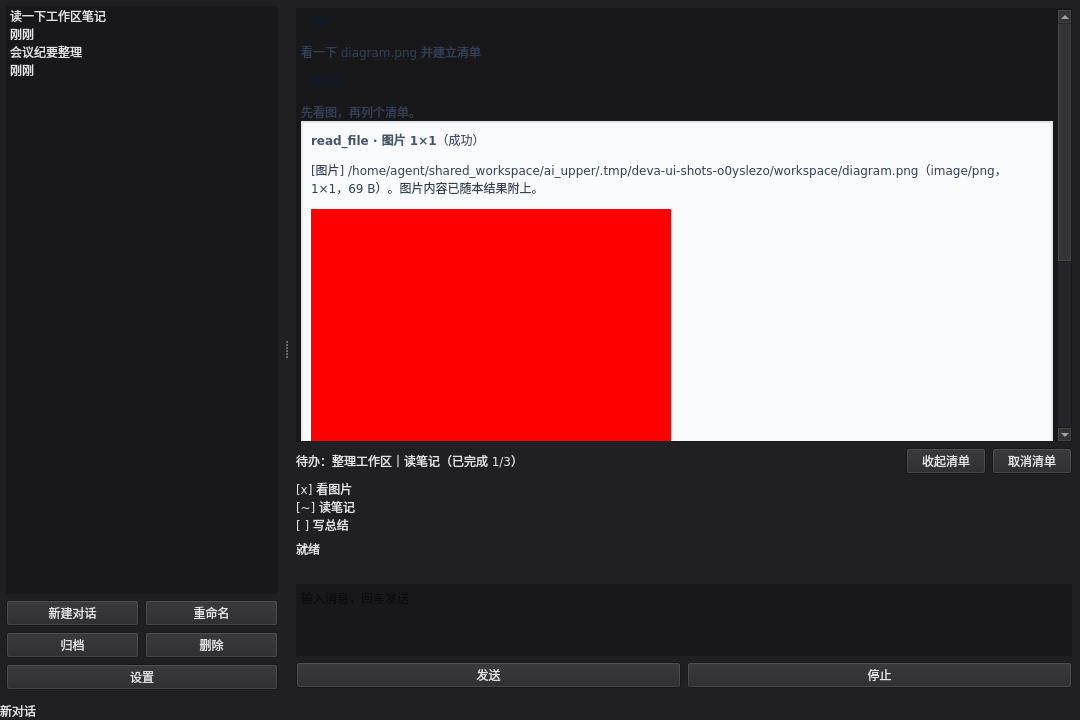 读一下工作区笔记
刚刚
会议纪要整理
刚刚
新建对话
重命名
归档
删除
设置
新对话
看一下 diagram.png 并建立清单
先看图，再列个清单。
read_file · 图片 1×1（成功）
[图片] /home/agent/shared_workspace/ai_upper/.tmp/deva-ui-shots-o0yslezo/workspace/diagram.png（image/png，
1×1，69 B）。图片内容已随本结果附上。
待办：整理工作区｜读笔记（已完成 1/3）
收起清单
取消清单
[x] 看图片
[~] 读笔记
[ ] 写总结
就绪
输入消息，回车发送
发送
停止